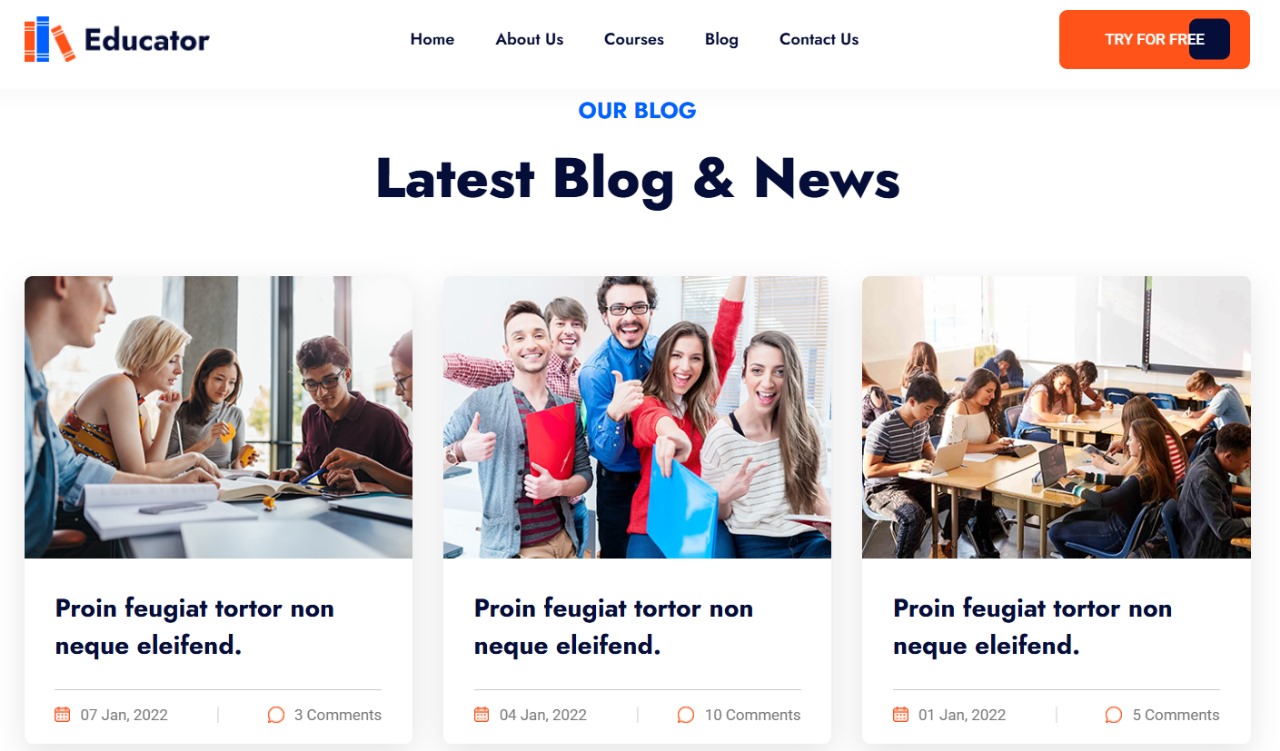 Educator
Home About Us Courses Blog Contact Us
TRY FOR FREE
OUR BLOG
Latest Blog & News
Proin feugiat tortor non
neque eleifend.
07 Jan, 2022 3 Comments
Proin feugiat tortor non
neque eleifend.
04 Jan, 2022 10 Comments
Proin feugiat tortor non
neque eleifend.
01 Jan, 2022 5 Comments